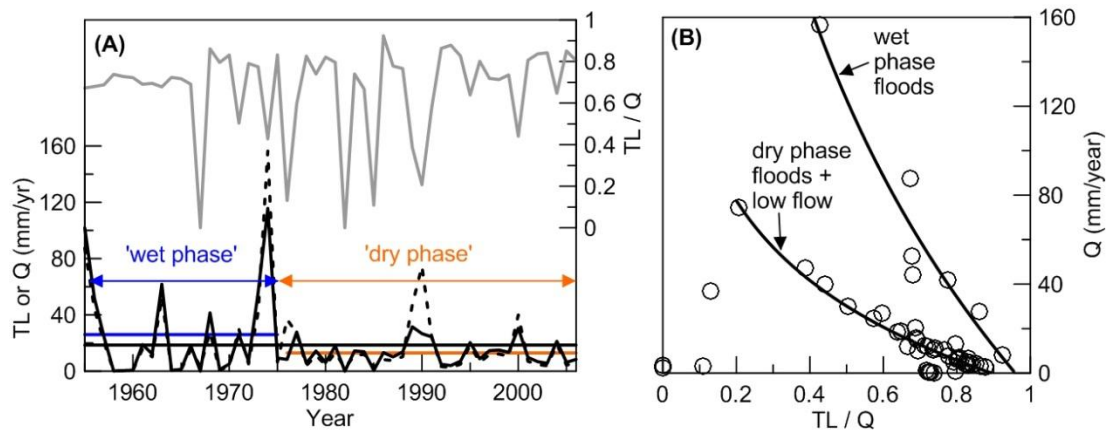 (A)
1
0.8
0.6
0.4
0.2
0
TL / Q
160
120
80
40
0
TL or Q (mm/yr)
'wet phase'
'dry phase'
1960
1970
1980
1990
2000
Year
(B)
wet
phase
floods
dry phase
floods +
low flow
160
120
80
40
0
Q (mm/year)
0
0.2
0.4
0.6
0.8
1
TL / Q